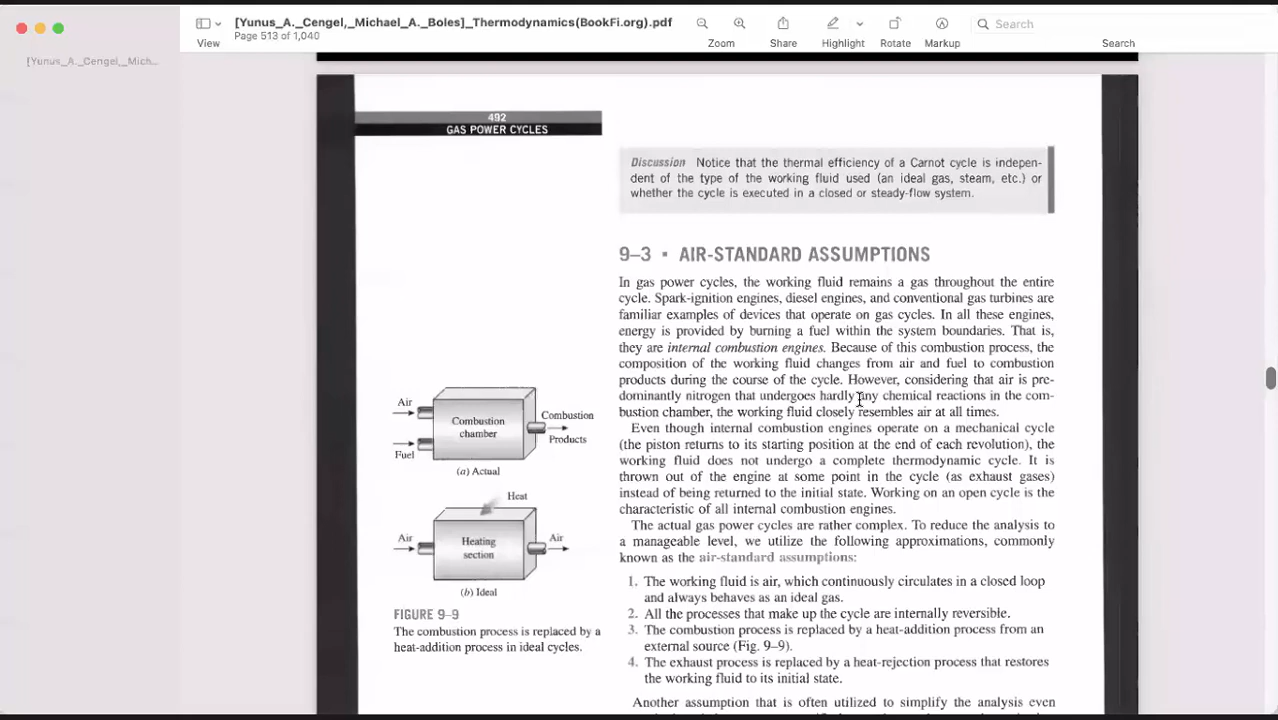 [Yunus_A._Cengel,_Michael_A._Boles]_Thermodynamics(BookFi.org).pdf
Page 513 of 1,040
View
Zoom
Share
Highlight
Rotate
Markup
Search
Search
[Yunus_A._Cengel,_Mich...
492
GAS POWER CYCLES
Discussion Notice that the thermal efficiency of a Carnot cycle is indepen-
dent of the type of the working fluid used (an ideal gas, steam, etc.) or
whether the cycle is executed in a closed or steady-flow system.
9–3 ▪ AIR-STANDARD ASSUMPTIONS
In gas power cycles, the working fluid remains a gas throughout the entire
cycle. Spark-ignition engines, diesel engines, and conventional gas turbines are
familiar examples of devices that operate on gas cycles. In all these engines,
energy is provided by burning a fuel within the system boundaries. That is,
they are internal combustion engines. Because of this combustion process, the
composition of the working fluid changes from air and fuel to combustion
products during the course of the cycle. However, considering that air is pre-
dominantly nitrogen that undergoes hardly any chemical reactions in the com-
bustion chamber, the working fluid closely resembles air at all times.
Even though internal combustion engines operate on a mechanical cycle
(the piston returns to its starting position at the end of each revolution), the
working fluid does not undergo a complete thermodynamic cycle. It is
thrown out of the engine at some point in the cycle (as exhaust gases)
instead of being returned to the initial state. Working on an open cycle is the
characteristic of all internal combustion engines.
The actual gas power cycles are rather complex. To reduce the analysis to
a manageable level, we utilize the following approximations, commonly
known as the air-standard assumptions:
1. The working fluid is air, which continuously circulates in a closed loop
and always behaves as an ideal gas.
2. All the processes that make up the cycle are internally reversible.
3. The combustion process is replaced by a heat-addition process from an
external source (Fig. 9–9).
4. The exhaust process is replaced by a heat-rejection process that restores
the working fluid to its initial state.
Another assumption that is often utilized to simplify the analysis even
Air
Fuel
Combustion
chamber
Combustion
Products
(a) Actual
Heat
Air
Heating
section
Air
(b) Ideal
FIGURE 9–9
The combustion process is replaced by a
heat-addition process in ideal cycles.